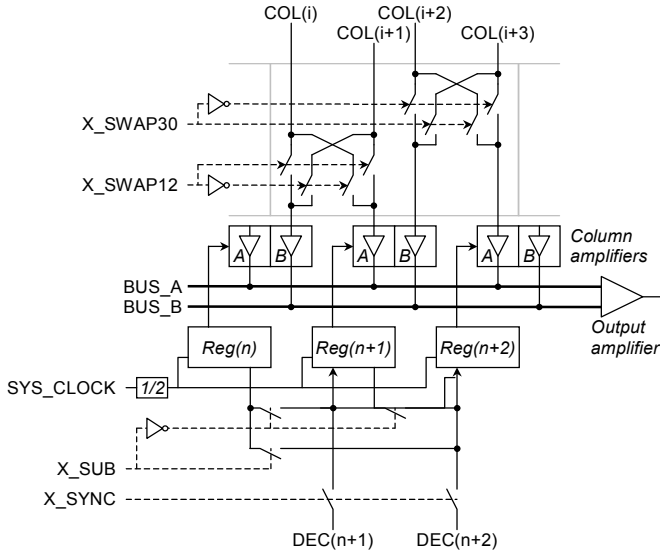 COL(i) COL(i+2)
COL(i+1) COL(i+3)
X_SWAP30
X_SWAP12
A B A B A B
Column
amplifiers
BUS_A
BUS_B
Output
amplifier
Reg(n) Reg(n+1) Reg(n+2)
SYS_CLOCK 1/2
X_SUB
X_SYNC
DEC(n+1) DEC(n+2)